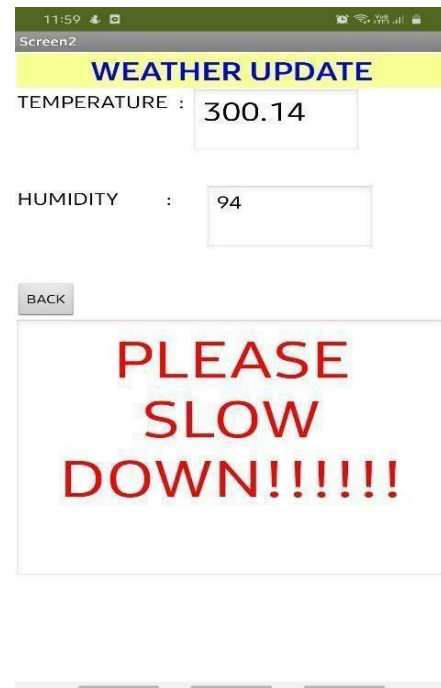 11:59
Screen2
WEATHER UPDATE
TEMPERATURE : 300.14
HUMIDITY : 94
BACK
PLEASE
SLOW
DOWN!!!!!!